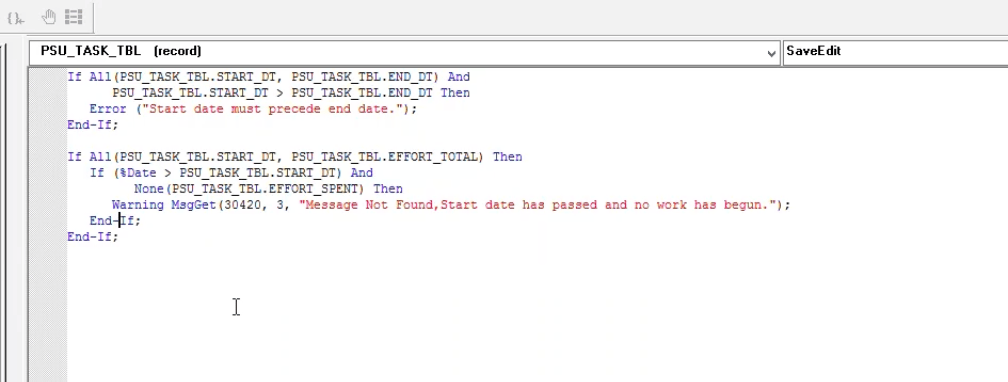 PSU_TASK_TBL (record)
SaveEdit
If All(PSU_TASK_TBL.START_DT, PSU_TASK_TBL.END_DT) And
PSU_TASK_TBL.START_DT > PSU_TASK_TBL.END_DT Then
Error ("Start date must precede end date.");
End-If;
If All(PSU_TASK_TBL.START_DT, PSU_TASK_TBL.EFFORT_TOTAL) Then
If (%Date > PSU_TASK_TBL.START_DT) And
None(PSU_TASK_TBL.EFFORT_SPENT) Then
Warning MsgGet(30420, 3, "Message Not Found,Start date has passed and no work has begun.");
End-If;
End-If;